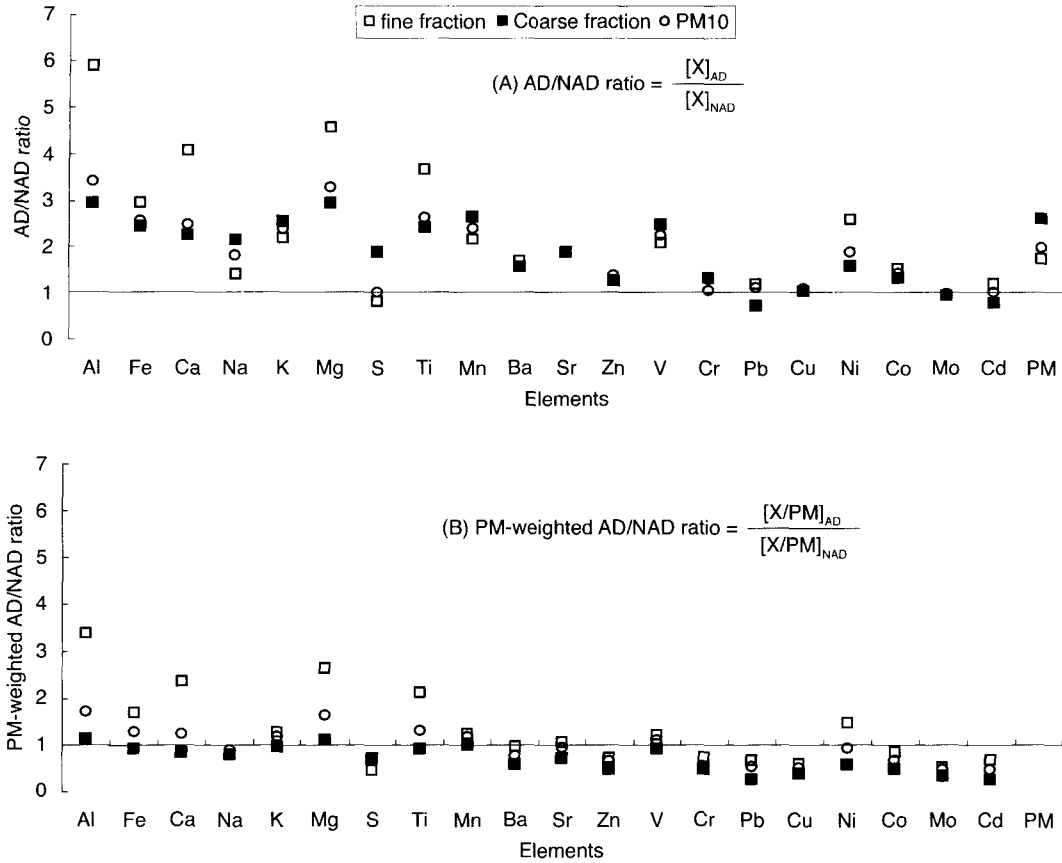 7
□ fine fraction ■ Coarse fraction ○ PM10
6
(A) AD/NAD ratio = [X]AD / [X]NAD
5
4
3
2
1
0
AD/NAD ratio
Al Fe Ca Na K Mg S Ti Mn Ba Sr Zn V Cr Pb Cu Ni Co Mo Cd PM
Elements
7
6
(B) PM-weighted AD/NAD ratio = [X/PM]AD / [X/PM]NAD
5
4
3
2
1
0
PM-weighted AD/NAD ratio
Al Fe Ca Na K Mg S Ti Mn Ba Sr Zn V Cr Pb Cu Ni Co Mo Cd PM
Elements